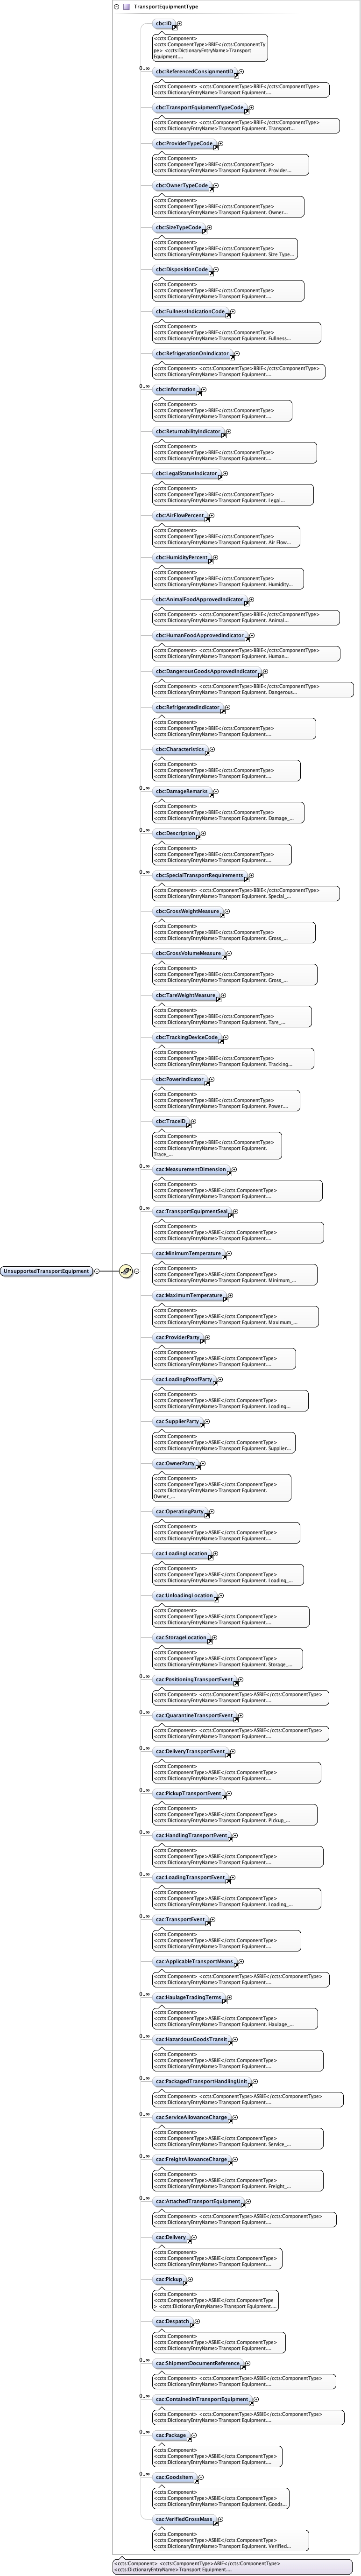 TransportEquipmentType
cbc:ID
<ccts:Component>
<ccts:ComponentType>BBIE</ccts:ComponentTy
pe> <ccts:DictionaryEntryName>Transport
Equipment....
0..∞
cbc:ReferencedConsignmentID
<ccts:Component> <ccts:ComponentType>BBIE</ccts:ComponentType>
<ccts:DictionaryEntryName>Transport Equipment....
cbc:TransportEquipmentTypeCode
<ccts:Component> <ccts:ComponentType>BBIE</ccts:ComponentType>
<ccts:DictionaryEntryName>Transport Equipment. Transport...
cbc:ProviderTypeCode
<ccts:Component>
<ccts:ComponentType>BBIE</ccts:ComponentType>
<ccts:DictionaryEntryName>Transport Equipment. Provider...
cbc:OwnerTypeCode
<ccts:Component>
<ccts:ComponentType>BBIE</ccts:ComponentType>
<ccts:DictionaryEntryName>Transport Equipment. Owner...
cbc:SizeTypeCode
<ccts:Component>
<ccts:ComponentType>BBIE</ccts:ComponentType>
<ccts:DictionaryEntryName>Transport Equipment. Size Type...
cbc:DispositionCode
<ccts:Component>
<ccts:ComponentType>BBIE</ccts:ComponentType>
<ccts:DictionaryEntryName>Transport Equipment....
cbc:FullnessIndicationCode
<ccts:Component>
<ccts:ComponentType>BBIE</ccts:ComponentType>
<ccts:DictionaryEntryName>Transport Equipment. Fullness...
cbc:RefrigerationOnIndicator
<ccts:Component> <ccts:ComponentType>BBIE</ccts:ComponentType>
<ccts:DictionaryEntryName>Transport Equipment....
0..∞
cbc:Information
<ccts:Component>
<ccts:ComponentType>BBIE</ccts:ComponentType>
<ccts:DictionaryEntryName>Transport Equipment....
cbc:ReturnabilityIndicator
<ccts:Component>
<ccts:ComponentType>BBIE</ccts:ComponentType>
<ccts:DictionaryEntryName>Transport Equipment....
cbc:LegalStatusIndicator
<ccts:Component>
<ccts:ComponentType>BBIE</ccts:ComponentType>
<ccts:DictionaryEntryName>Transport Equipment. Legal...
cbc:AirFlowPercent
<ccts:Component>
<ccts:ComponentType>BBIE</ccts:ComponentType>
<ccts:DictionaryEntryName>Transport Equipment. Air Flow...
cbc:HumidityPercent
<ccts:Component>
<ccts:ComponentType>BBIE</ccts:ComponentType>
<ccts:DictionaryEntryName>Transport Equipment. Humidity...
cbc:AnimalFoodApprovedIndicator
<ccts:Component> <ccts:ComponentType>BBIE</ccts:ComponentType>
<ccts:DictionaryEntryName>Transport Equipment. Animal...
cbc:HumanFoodApprovedIndicator
<ccts:Component> <ccts:ComponentType>BBIE</ccts:ComponentType>
<ccts:DictionaryEntryName>Transport Equipment. Human...
cbc:DangerousGoodsApprovedIndicator
<ccts:Component> <ccts:ComponentType>BBIE</ccts:ComponentType>
<ccts:DictionaryEntryName>Transport Equipment. Dangerous...
cbc:RefrigeratedIndicator
<ccts:Component>
<ccts:ComponentType>BBIE</ccts:ComponentType>
<ccts:DictionaryEntryName>Transport Equipment....
cbc:Characteristics
<ccts:Component>
<ccts:ComponentType>BBIE</ccts:ComponentType>
<ccts:DictionaryEntryName>Transport Equipment....
0..∞
cbc:DamageRemarks
<ccts:Component>
<ccts:ComponentType>BBIE</ccts:ComponentType>
<ccts:DictionaryEntryName>Transport Equipment. Damage_...
0..∞
cbc:Description
<ccts:Component>
<ccts:ComponentType>BBIE</ccts:ComponentType>
<ccts:DictionaryEntryName>Transport Equipment....
0..∞
cbc:SpecialTransportRequirements
<ccts:Component> <ccts:ComponentType>BBIE</ccts:ComponentType>
<ccts:DictionaryEntryName>Transport Equipment. Special_...
cbc:GrossWeightMeasure
<ccts:Component>
<ccts:ComponentType>BBIE</ccts:ComponentType>
<ccts:DictionaryEntryName>Transport Equipment. Gross_...
cbc:GrossVolumeMeasure
<ccts:Component>
<ccts:ComponentType>BBIE</ccts:ComponentType>
<ccts:DictionaryEntryName>Transport Equipment. Gross_...
cbc:TareWeightMeasure
<ccts:Component>
<ccts:ComponentType>BBIE</ccts:ComponentType>
<ccts:DictionaryEntryName>Transport Equipment. Tare_...
cbc:TrackingDeviceCode
<ccts:Component>
<ccts:ComponentType>BBIE</ccts:ComponentType>
<ccts:DictionaryEntryName>Transport Equipment. Tracking...
cbc:PowerIndicator
<ccts:Component>
<ccts:ComponentType>BBIE</ccts:ComponentType>
<ccts:DictionaryEntryName>Transport Equipment. Power....
cbc:TraceID
<ccts:Component>
<ccts:ComponentType>BBIE</ccts:ComponentType>
<ccts:DictionaryEntryName>Transport Equipment.
Trace_...
0..∞
cac:MeasurementDimension
<ccts:Component>
<ccts:ComponentType>ASBIE</ccts:ComponentType>
<ccts:DictionaryEntryName>Transport Equipment....
0..∞
cac:TransportEquipmentSeal
<ccts:Component>
<ccts:ComponentType>ASBIE</ccts:ComponentType>
<ccts:DictionaryEntryName>Transport Equipment....
cac:MinimumTemperature
<ccts:Component>
<ccts:ComponentType>ASBIE</ccts:ComponentType>
<ccts:DictionaryEntryName>Transport Equipment. Minimum_...
UnsupportedTransportEquipment
cac:MaximumTemperature
<ccts:Component>
<ccts:ComponentType>ASBIE</ccts:ComponentType>
<ccts:DictionaryEntryName>Transport Equipment. Maximum_...
cac:ProviderParty
<ccts:Component>
<ccts:ComponentType>ASBIE</ccts:ComponentType>
<ccts:DictionaryEntryName>Transport Equipment....
cac:LoadingProofParty
<ccts:Component>
<ccts:ComponentType>ASBIE</ccts:ComponentType>
<ccts:DictionaryEntryName>Transport Equipment. Loading...
cac:SupplierParty
<ccts:Component>
<ccts:ComponentType>ASBIE</ccts:ComponentType>
<ccts:DictionaryEntryName>Transport Equipment. Supplier...
cac:OwnerParty
<ccts:Component>
<ccts:ComponentType>ASBIE</ccts:ComponentType>
<ccts:DictionaryEntryName>Transport Equipment.
Owner_...
cac:OperatingParty
<ccts:Component>
<ccts:ComponentType>ASBIE</ccts:ComponentType>
<ccts:DictionaryEntryName>Transport Equipment....
cac:LoadingLocation
<ccts:Component>
<ccts:ComponentType>ASBIE</ccts:ComponentType>
<ccts:DictionaryEntryName>Transport Equipment. Loading_...
cac:UnloadingLocation
<ccts:Component>
<ccts:ComponentType>ASBIE</ccts:ComponentType>
<ccts:DictionaryEntryName>Transport Equipment....
cac:StorageLocation
<ccts:Component>
<ccts:ComponentType>ASBIE</ccts:ComponentType>
<ccts:DictionaryEntryName>Transport Equipment. Storage_...
0..∞
cac:PositioningTransportEvent
<ccts:Component> <ccts:ComponentType>ASBIE</ccts:ComponentType>
<ccts:DictionaryEntryName>Transport Equipment....
0..∞
cac:QuarantineTransportEvent
<ccts:Component> <ccts:ComponentType>ASBIE</ccts:ComponentType>
<ccts:DictionaryEntryName>Transport Equipment....
0..∞
cac:DeliveryTransportEvent
<ccts:Component>
<ccts:ComponentType>ASBIE</ccts:ComponentType>
<ccts:DictionaryEntryName>Transport Equipment....
0..∞
cac:PickupTransportEvent
<ccts:Component>
<ccts:ComponentType>ASBIE</ccts:ComponentType>
<ccts:DictionaryEntryName>Transport Equipment. Pickup_...
0..∞
cac:HandlingTransportEvent
<ccts:Component>
<ccts:ComponentType>ASBIE</ccts:ComponentType>
<ccts:DictionaryEntryName>Transport Equipment....
0..∞
cac:LoadingTransportEvent
<ccts:Component>
<ccts:ComponentType>ASBIE</ccts:ComponentType>
<ccts:DictionaryEntryName>Transport Equipment. Loading_...
0..∞
cac:TransportEvent
<ccts:Component>
<ccts:ComponentType>ASBIE</ccts:ComponentType>
<ccts:DictionaryEntryName>Transport Equipment....
cac:ApplicableTransportMeans
<ccts:Component> <ccts:ComponentType>ASBIE</ccts:ComponentType>
<ccts:DictionaryEntryName>Transport Equipment....
0..∞
cac:HaulageTradingTerms
<ccts:Component>
<ccts:ComponentType>ASBIE</ccts:ComponentType>
<ccts:DictionaryEntryName>Transport Equipment. Haulage_...
0..∞
cac:HazardousGoodsTransit
<ccts:Component>
<ccts:ComponentType>ASBIE</ccts:ComponentType>
<ccts:DictionaryEntryName>Transport Equipment....
0..∞
cac:PackagedTransportHandlingUnit
<ccts:Component> <ccts:ComponentType>ASBIE</ccts:ComponentType>
<ccts:DictionaryEntryName>Transport Equipment....
0..∞
cac:ServiceAllowanceCharge
<ccts:Component>
<ccts:ComponentType>ASBIE</ccts:ComponentType>
<ccts:DictionaryEntryName>Transport Equipment. Service_...
0..∞
cac:FreightAllowanceCharge
<ccts:Component>
<ccts:ComponentType>ASBIE</ccts:ComponentType>
<ccts:DictionaryEntryName>Transport Equipment. Freight_...
0..∞
cac:AttachedTransportEquipment
<ccts:Component> <ccts:ComponentType>ASBIE</ccts:ComponentType>
<ccts:DictionaryEntryName>Transport Equipment....
cac:Delivery
<ccts:Component>
<ccts:ComponentType>ASBIE</ccts:ComponentType>
<ccts:DictionaryEntryName>Transport Equipment....
cac:Pickup
<ccts:Component>
<ccts:ComponentType>ASBIE</ccts:ComponentType
> <ccts:DictionaryEntryName>Transport Equipment....
cac:Despatch
<ccts:Component>
<ccts:ComponentType>ASBIE</ccts:ComponentType>
<ccts:DictionaryEntryName>Transport Equipment....
0..∞
cac:ShipmentDocumentReference
<ccts:Component> <ccts:ComponentType>ASBIE</ccts:ComponentType>
<ccts:DictionaryEntryName>Transport Equipment....
0..∞
cac:ContainedInTransportEquipment
<ccts:Component> <ccts:ComponentType>ASBIE</ccts:ComponentType>
<ccts:DictionaryEntryName>Transport Equipment....
0..∞
cac:Package
<ccts:Component>
<ccts:ComponentType>ASBIE</ccts:ComponentType>
<ccts:DictionaryEntryName>Transport Equipment....
0..∞
cac:GoodsItem
<ccts:Component>
<ccts:ComponentType>ASBIE</ccts:ComponentType>
<ccts:DictionaryEntryName>Transport Equipment. Goods...
cac:VerifiedGrossMass
<ccts:Component>
<ccts:ComponentType>ASBIE</ccts:ComponentType>
<ccts:DictionaryEntryName>Transport Equipment. Verified...
<ccts:Component> <ccts:ComponentType>ABIE</ccts:ComponentType>
<ccts:DictionaryEntryName>Transport Equipment....